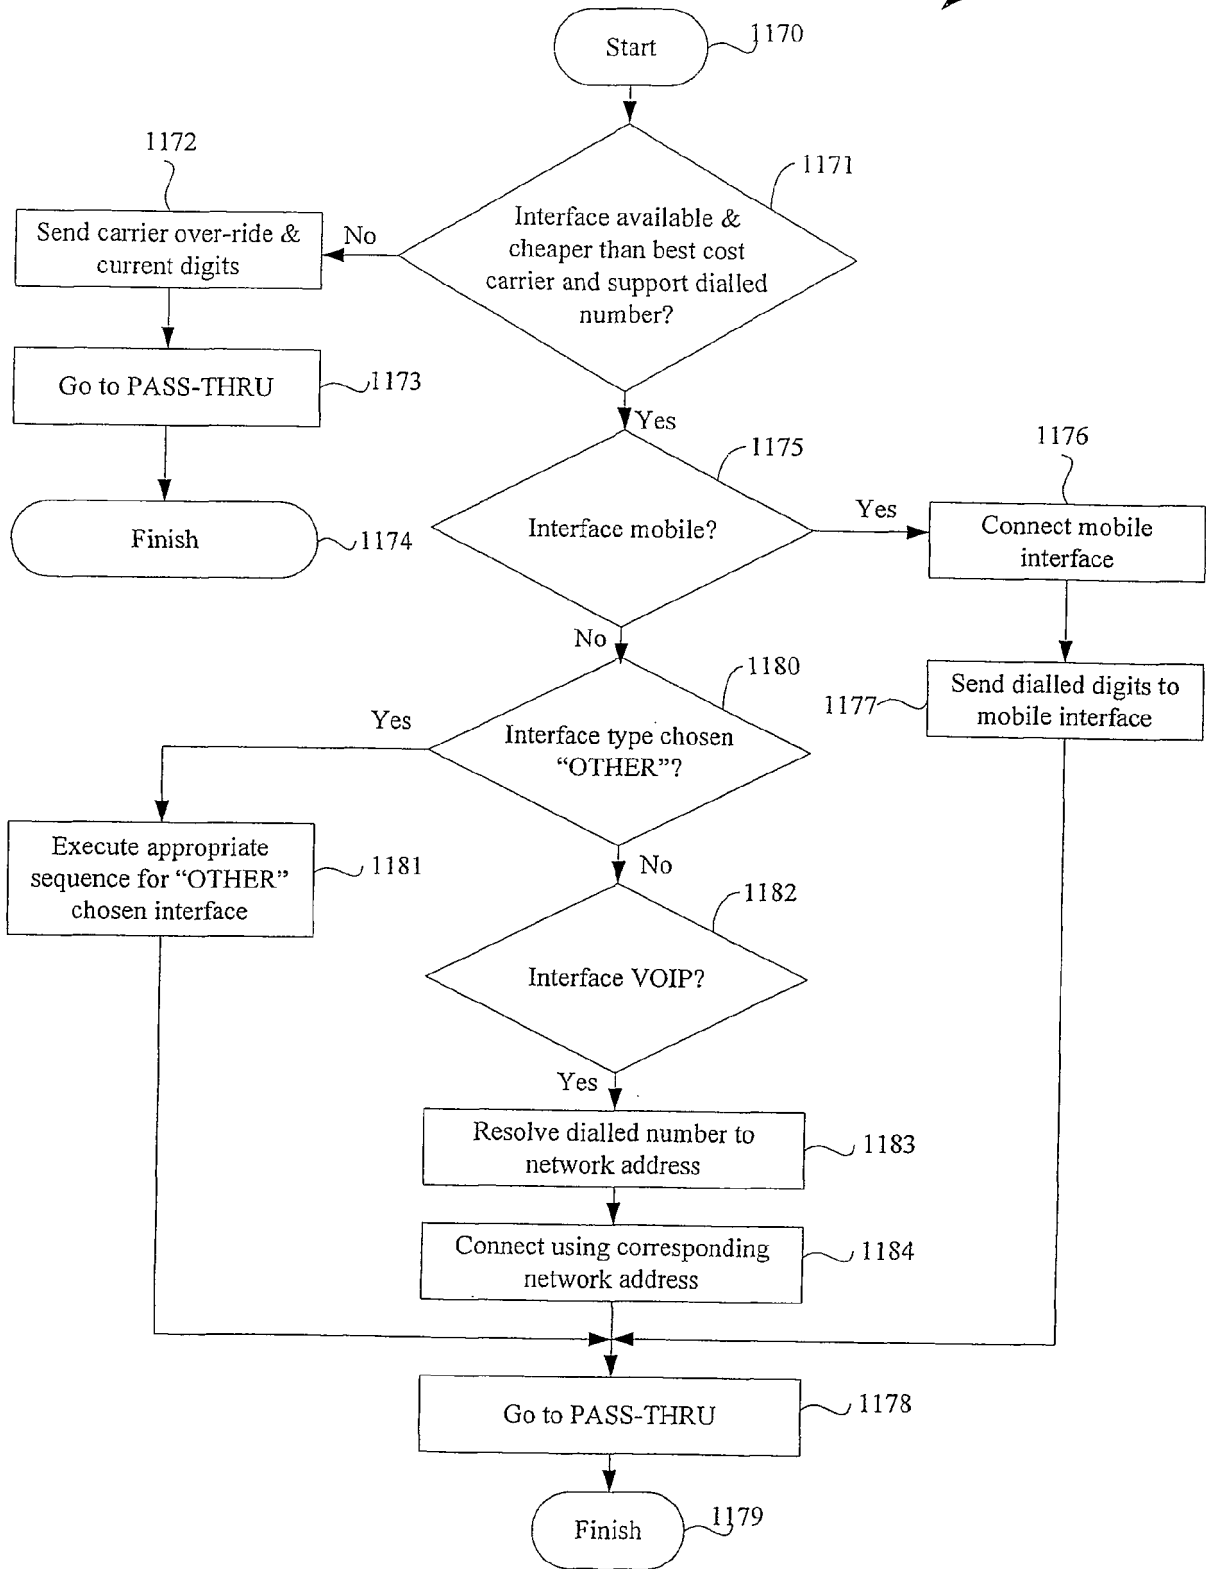 Start
1170
1172
1171
Send carrier over-ride &
current digits
No
Interface available &
cheaper than best cost
carrier and support dialled
number?
Go to PASS-THRU
1173
Yes
1175
1176
Finish
1174
Interface mobile?
Yes
Connect mobile
interface
No
1180
1177
Send dialled digits to
mobile interface
Yes
Interface type chosen
“OTHER”?
Execute appropriate
sequence for “OTHER”
chosen interface
1181
No
1182
Interface VOIP?
Yes
Resolve dialled number to
network address
1183
Connect using corresponding
network address
1184
Go to PASS-THRU
1178
Finish
1179